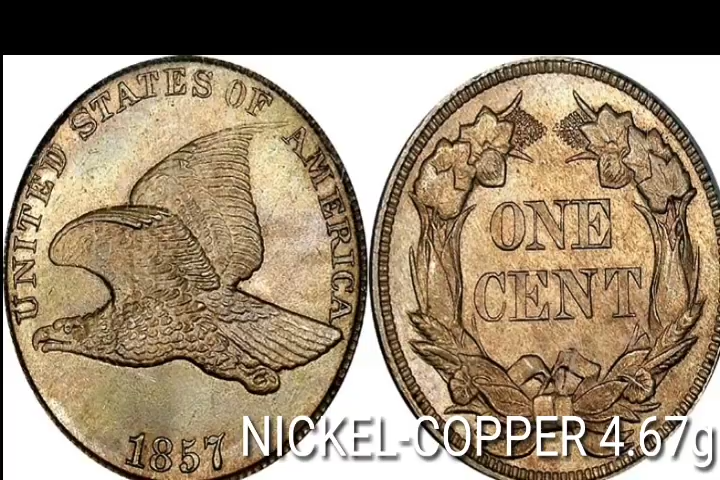 UNITED STATES OF AMERICA
1857
ONE
CENT
NICKEL-COPPER 4.67g